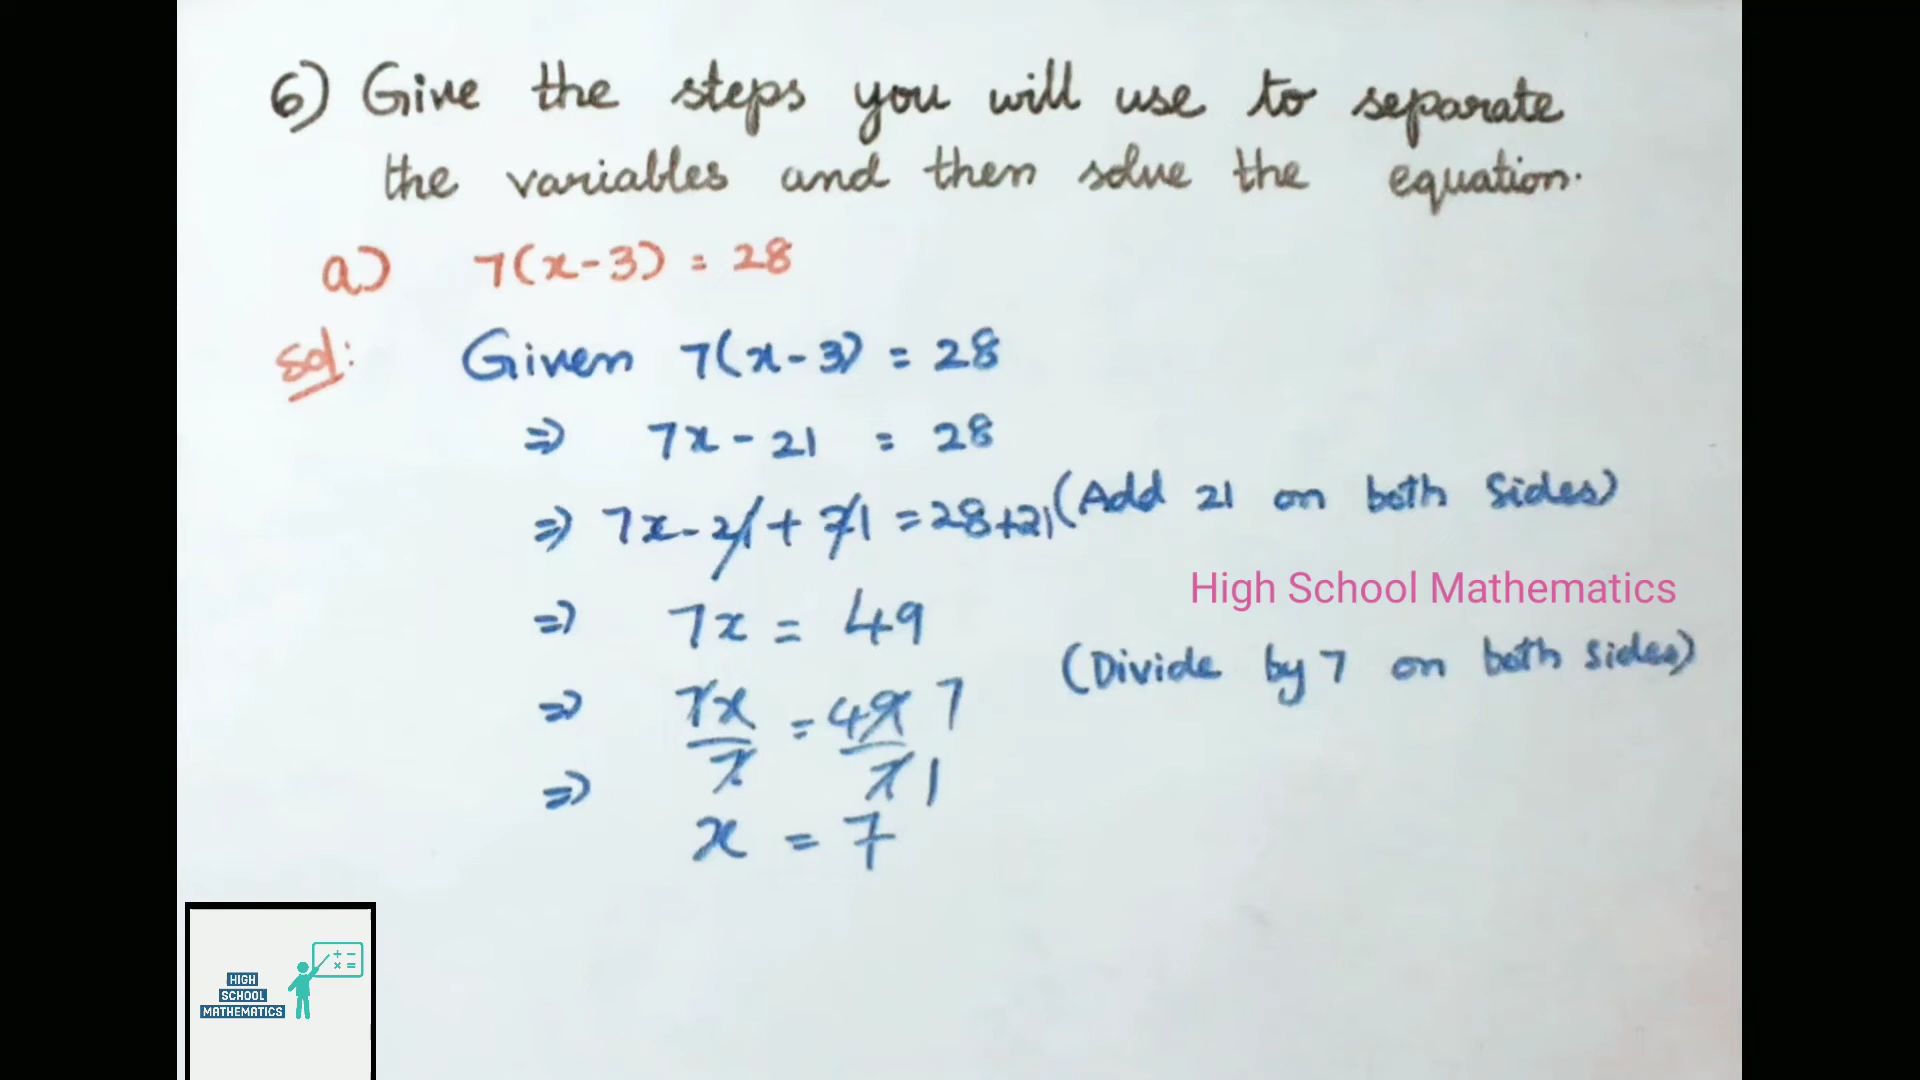 6) Give the steps you will use to separate
the variables and then solve the equation.
a) 7(x-3) = 28
Sol: Given 7(x-3) = 28
⇒ 7x - 21 = 28
⇒ 7x - 21 + 21 = 28+21 (Add 21 on both sides)
High School Mathematics
⇒ 7x = 49
(Divide by 7 on both sides)
⇒ 7x/7 = 49/7 7 1
⇒ x = 7
HIGH
SCHOOL
MATHEMATICS
+ -
× =